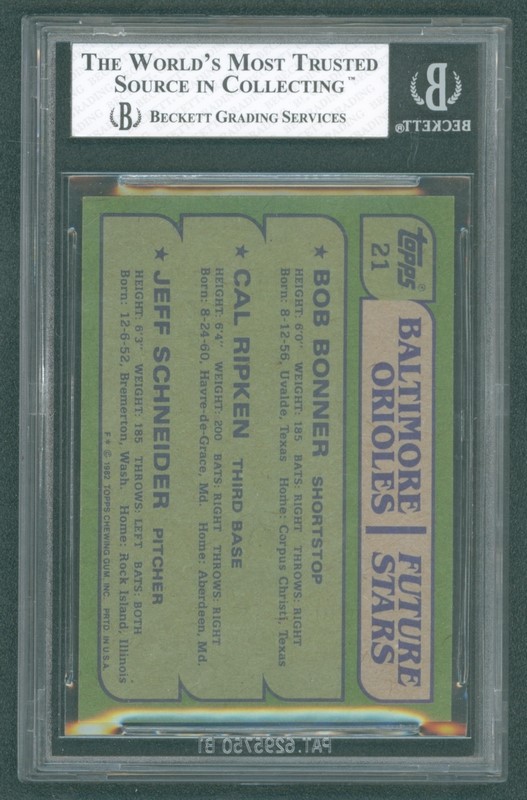 THE WORLD'S MOST TRUSTED
SOURCE IN COLLECTING™
B BECKETT GRADING SERVICES
B
BECKETT®
topps®
21
BALTIMORE ORIOLES
FUTURE STARS
★ BOB BONNER SHORTSTOP
HEIGHT: 6'0" WEIGHT: 185 BATS: RIGHT THROWS: RIGHT
Born: 8-12-56, Uvalde, Texas Home: Corpus Christi, Texas
★ CAL RIPKEN THIRD BASE
HEIGHT: 6'4" WEIGHT: 200 BATS: RIGHT THROWS: RIGHT
Born: 8-24-60, Havre-de-Grace, Md. Home: Aberdeen, Md.
★ JEFF SCHNEIDER PITCHER
HEIGHT: 6'3" WEIGHT: 185 THROWS: LEFT BATS: BOTH
Born: 12-6-52, Bremerton, Wash. Home: Rock Island, Illinois
F* © 1982 TOPPS CHEWING GUM, INC. PRTD. IN U.S.A.
PAT. 6295750 B1